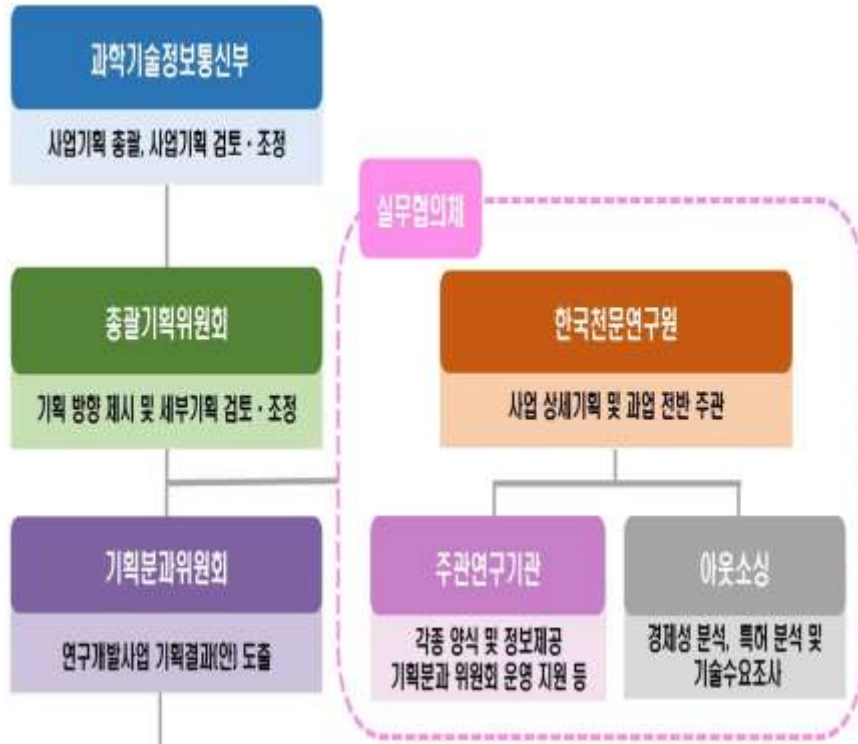 과학기술정보통신부
사업기획 총괄, 사업기획 검토·조정
실무협의체
총괄기획위원회
기획 방향 제시 및 세부기획 검토·조정
한국천문연구원
사업 상세기획 및 과업 전반 주관
기획분과위원회
연구개발사업 기획결과(안) 도출
주관연구기관
각종 양식 및 정보제공
기획분과 위원회 운영 지원 등
아웃소싱
경제성 분석, 특허 분석 및
기술수요조사